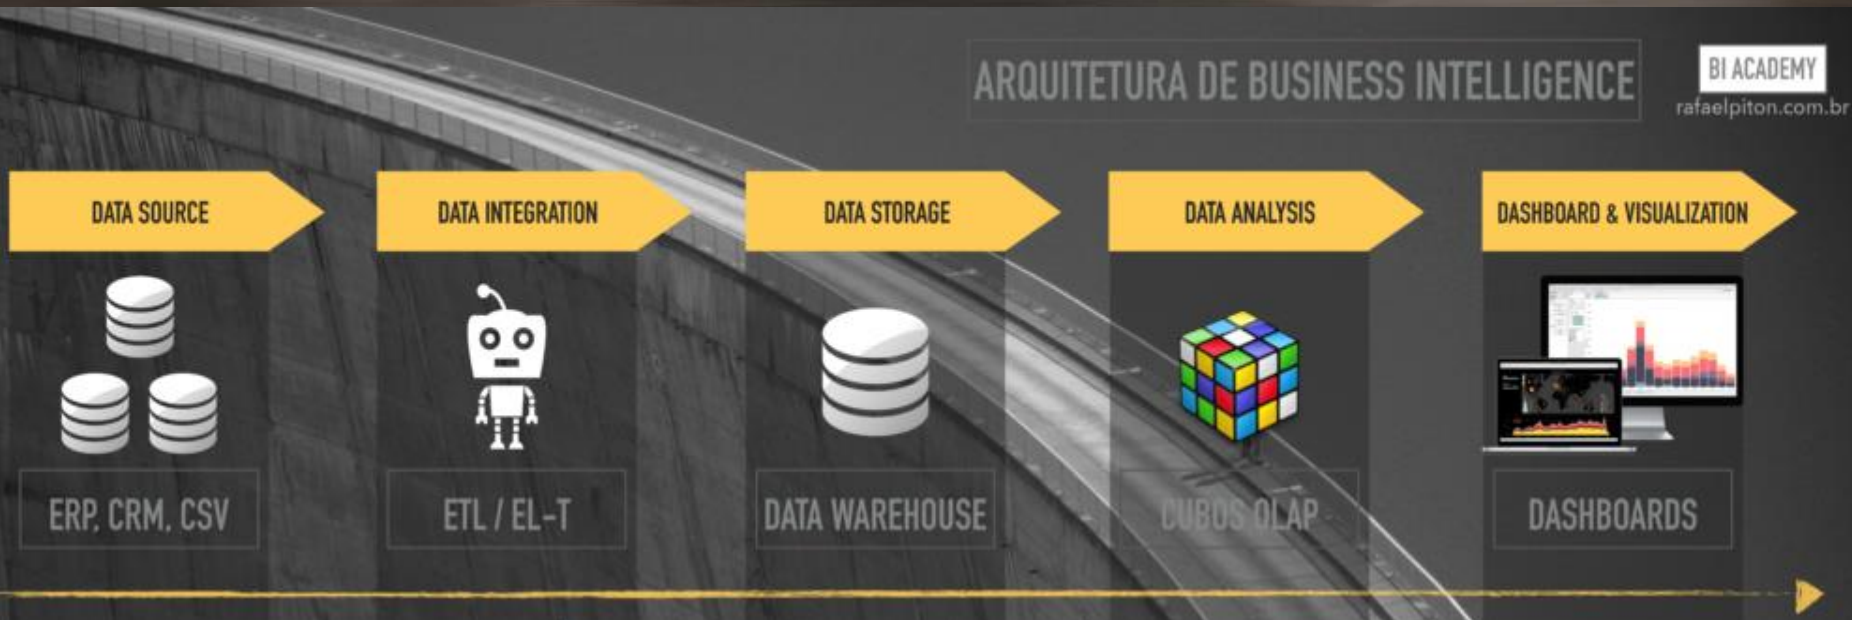 ARQUITETURA DE BUSINESS INTELLIGENCE
BI ACADEMY
rafaelpiton.com.br
DATA SOURCE
DATA INTEGRATION
DATA STORAGE
DATA ANALYSIS
DASHBOARD & VISUALIZATION
ERP, CRM, CSV
ETL / EL-T
DATA WAREHOUSE
CUBOS OLAP
DASHBOARDS